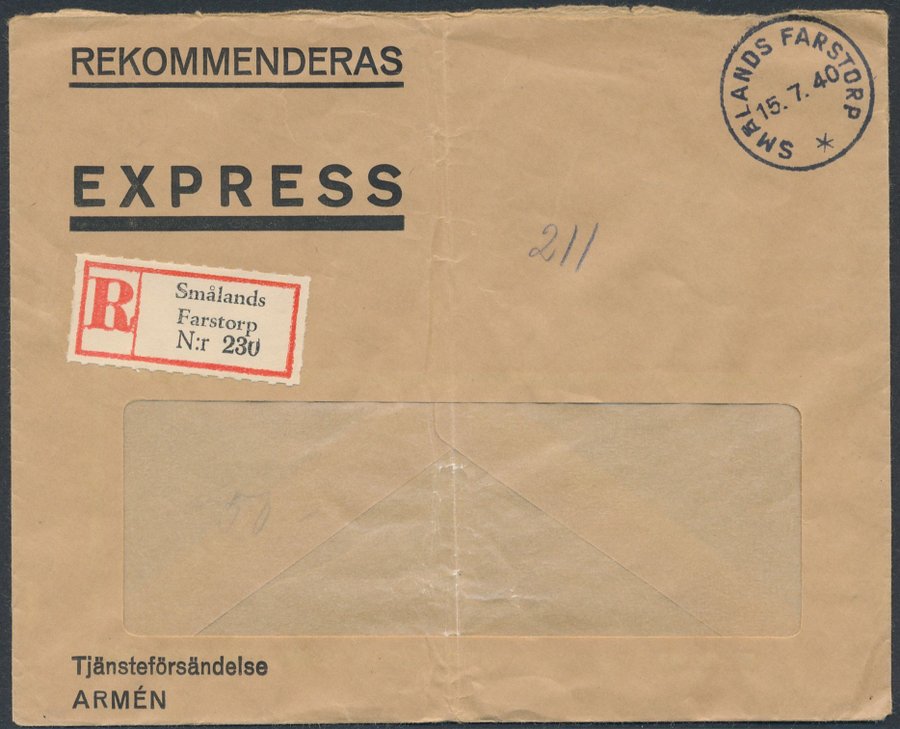 REKOMMENDERAS
SMÅLANDS FARSTORP
15.7.40
EXPRESS
211
R
Smålands
Farstorp
N:r 230
Tjänsteförsändelse
ARMÉN